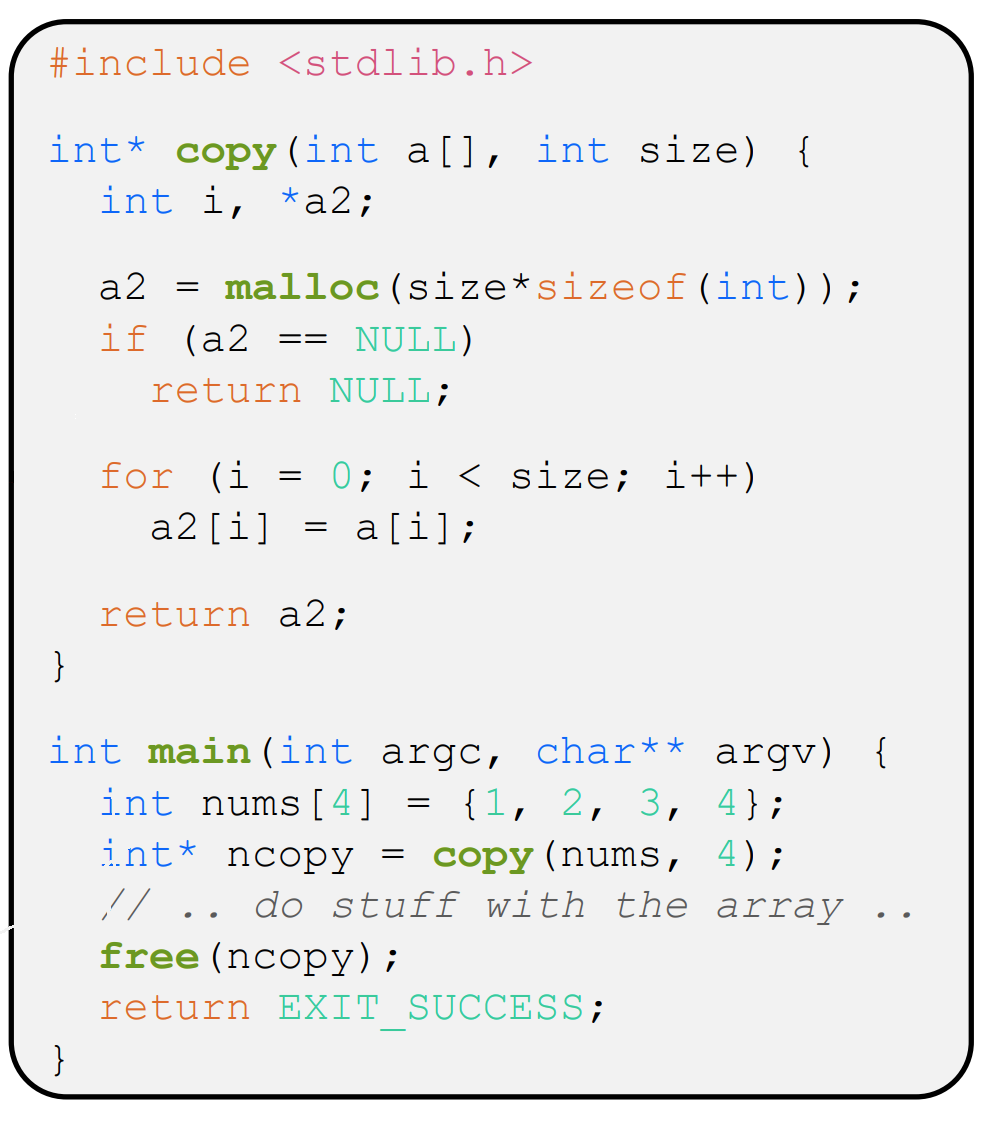 #include <stdlib.h>
int* copy(int a[], int size) {
int i, *a2;
a2 = malloc(size*sizeof(int));
if (a2 == NULL)
return NULL;
for (i = 0; i < size; i++)
a2[i] = a[i];
return a2;
}
int main(int argc, char** argv) {
int nums[4] = {1, 2, 3, 4};
int* ncopy = copy(nums, 4);
// .. do stuff with the array ..
free(ncopy);
return EXIT_SUCCESS;
}